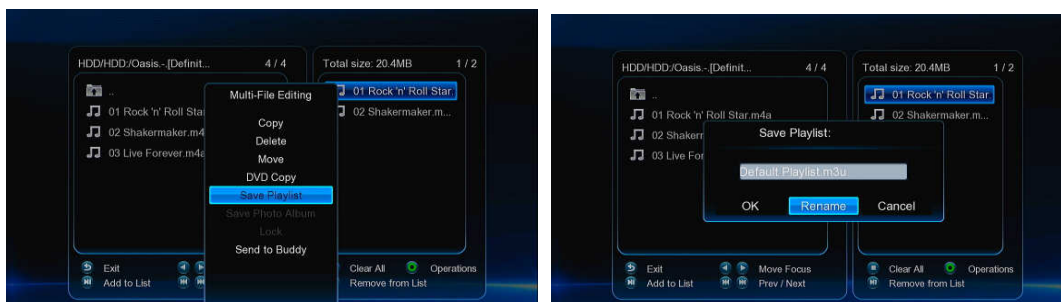 HDD/HDD:/Oasis.-.[Definit... 4 / 4
Total size: 20.4MB 1 / 2
..
01 Rock 'n' Roll Sta
02 Shakermaker.m4
03 Live Forever.m4a
Multi-File Editing
Copy
Delete
Move
DVD Copy
Save Playlist
Save Photo Album
Lock
Send to Buddy
01 Rock 'n' Roll Star.
02 Shakermaker.m...
Exit
Add to List
Clear All Operations
Remove from List
HDD/HDD:/Oasis.-.[Definit... 4 / 4
Total size: 20.4MB 1 / 2
..
01 Rock 'n' Roll Star.m4a
02 Shaker
03 Live For
01 Rock 'n' Roll Star.
02 Shakermaker.m...
Save Playlist:
Default Playlist.m3u
OK Rename Cancel
Exit Move Focus
Add to List Prev / Next
Clear All Operations
Remove from List